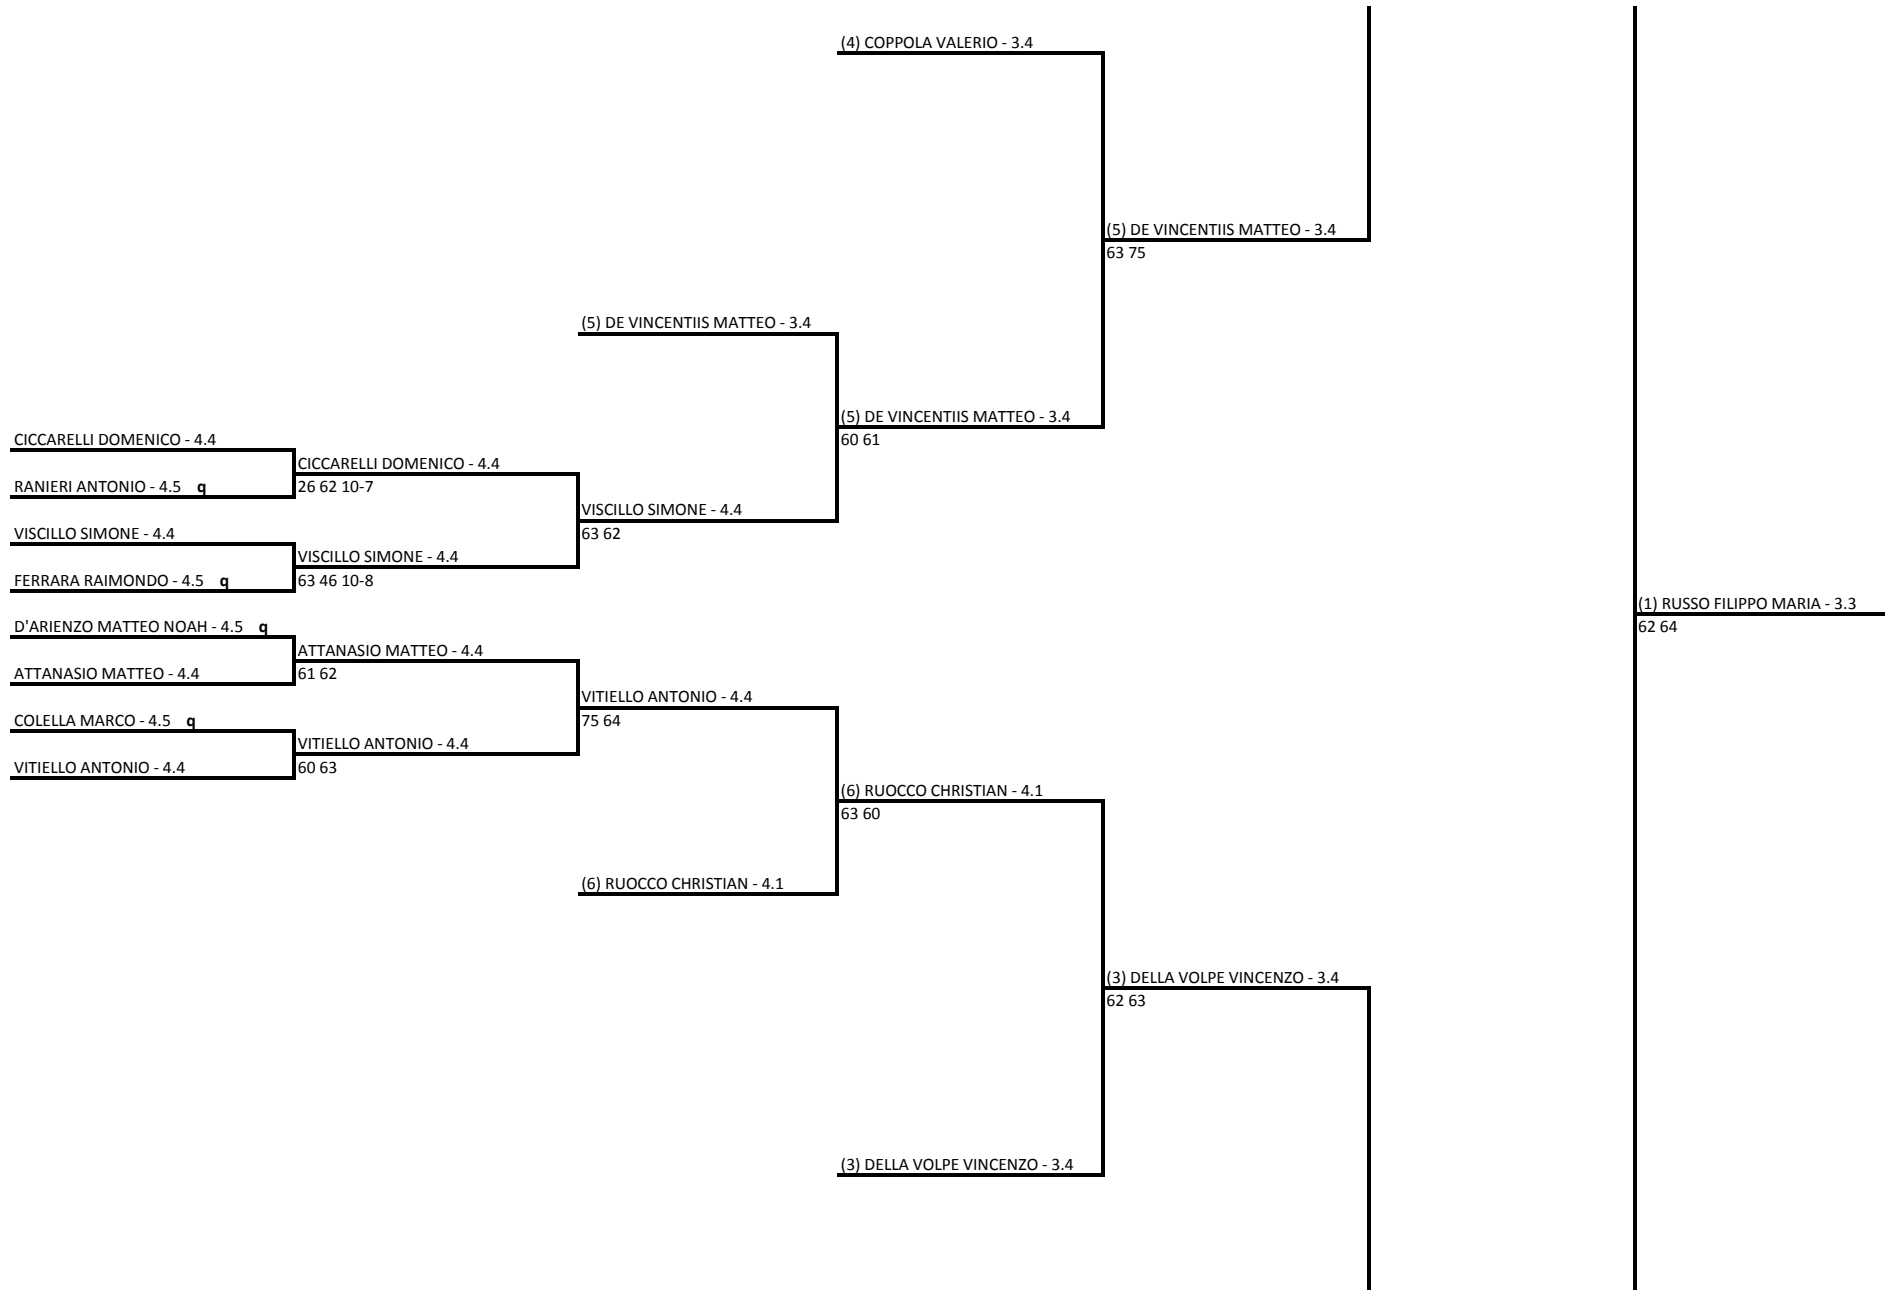 (4) COPPOLA VALERIO - 3.4
(5) DE VINCENTIIS MATTEO - 3.4
63 75
(5) DE VINCENTIIS MATTEO - 3.4
(5) DE VINCENTIIS MATTEO - 3.4
60 61
CICCARELLI DOMENICO - 4.4
CICCARELLI DOMENICO - 4.4
26 62 10-7
RANIERI ANTONIO - 4.5 q
VISCILLO SIMONE - 4.4
63 62
VISCILLO SIMONE - 4.4
VISCILLO SIMONE - 4.4
63 46 10-8
FERRARA RAIMONDO - 4.5 q
(1) RUSSO FILIPPO MARIA - 3.3
62 64
D'ARIENZO MATTEO NOAH - 4.5 q
ATTANASIO MATTEO - 4.4
61 62
ATTANASIO MATTEO - 4.4
VITIELLO ANTONIO - 4.4
75 64
COLELLA MARCO - 4.5 q
VITIELLO ANTONIO - 4.4
60 63
VITIELLO ANTONIO - 4.4
(6) RUOCCO CHRISTIAN - 4.1
63 60
(6) RUOCCO CHRISTIAN - 4.1
(3) DELLA VOLPE VINCENZO - 3.4
62 63
(3) DELLA VOLPE VINCENZO - 3.4